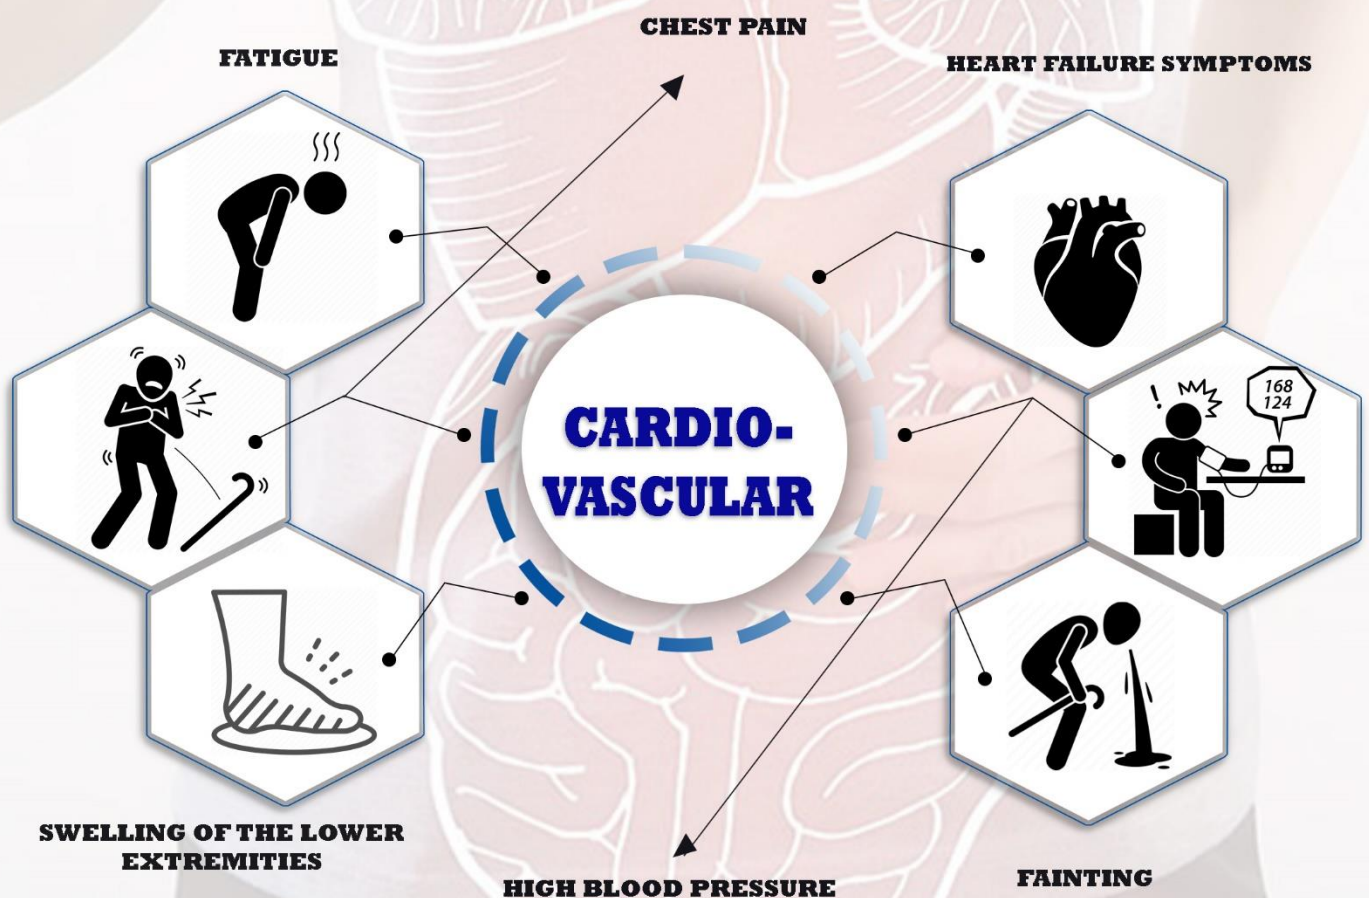 CHEST PAIN
FATIGUE
HEART FAILURE SYMPTOMS
168
124
CARDIO-
VASCULAR
SWELLING OF THE LOWER
EXTREMITIES
HIGH BLOOD PRESSURE
FAINTING